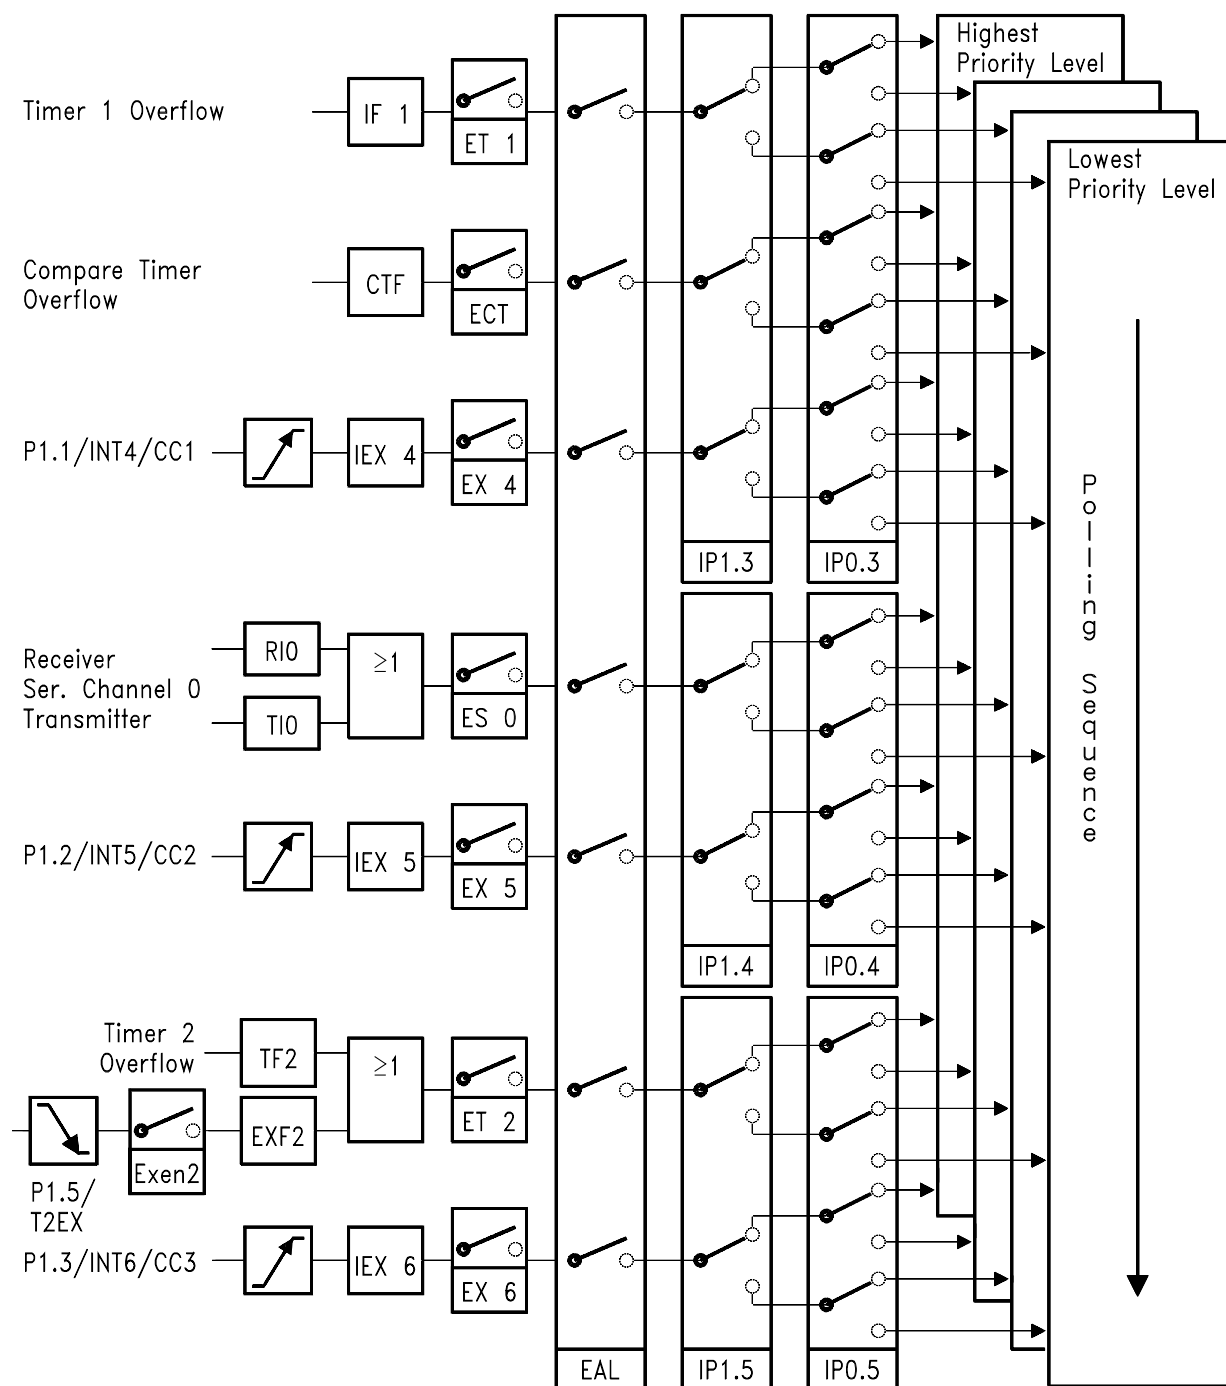 Highest
Priority Level
Lowest
Priority Level
Timer 1 Overflow
IF 1
ET 1
Compare Timer
Overflow
CTF
ECT
P1.1/INT4/CC1
IEX 4
EX 4
IP1.3
IP0.3
Polling Sequence
Receiver
Ser. Channel 0
Transmitter
RI0
TI0
≥1
ES 0
P1.2/INT5/CC2
IEX 5
EX 5
IP1.4
IP0.4
Timer 2
Overflow
TF2
≥1
ET 2
EXF2
Exen2
P1.5/
T2EX
P1.3/INT6/CC3
IEX 6
EX 6
EAL
IP1.5
IP0.5